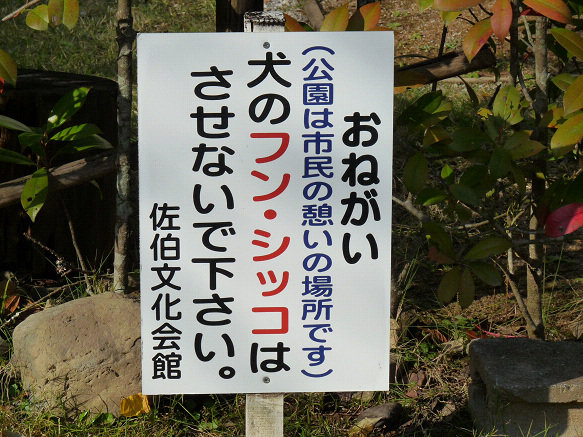 おねがい
(公園は市民の憩いの場所です)
犬のフン・シッコは
させないで下さい。
佐伯文化会館